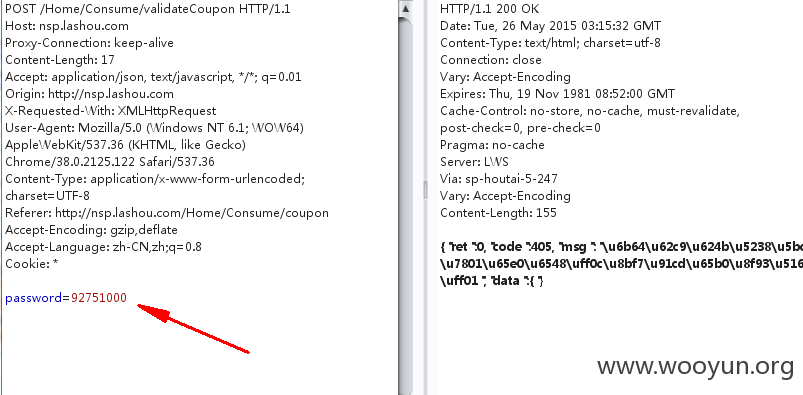 POST /Home/Consume/validateCoupon HTTP/1.1
Host: nsp.lashou.com
Proxy-Connection: keep-alive
Content-Length: 17
Accept: application/json, text/javascript, */*; q=0.01
Origin: http://nsp.lashou.com
X-Requested-With: XMLHttpRequest
User-Agent: Mozilla/5.0 (Windows NT 6.1; WOW64)
AppleWebKit/537.36 (KHTML, like Gecko)
Chrome/38.0.2125.122 Safari/537.36
Content-Type: application/x-www-form-urlencoded;
charset=UTF-8
Referer: http://nsp.lashou.com/Home/Consume/coupon
Accept-Encoding: gzip,deflate
Accept-Language: zh-CN,zh;q=0.8
Cookie: *
password=92751000
HTTP/1.1 200 OK
Date: Tue, 26 May 2015 03:15:32 GMT
Content-Type: text/html; charset=utf-8
Connection: close
Vary: Accept-Encoding
Expires: Thu, 19 Nov 1981 08:52:00 GMT
Cache-Control: no-store, no-cache, must-revalidate,
post-check=0, pre-check=0
Pragma: no-cache
Server: LWS
Via: sp-houtai-5-247
Vary: Accept-Encoding
Content-Length: 155
{ "ret ":0, "code ":405, "msg ": "\u6b64\u62c9\u624b\u5238\u5bc
\u7801\u65e0\u6548\uff0c\u8bf7\u91cd\u65b0\u8f93\u516
\uff01 ", "data ":{ "}
www.wooyun.org